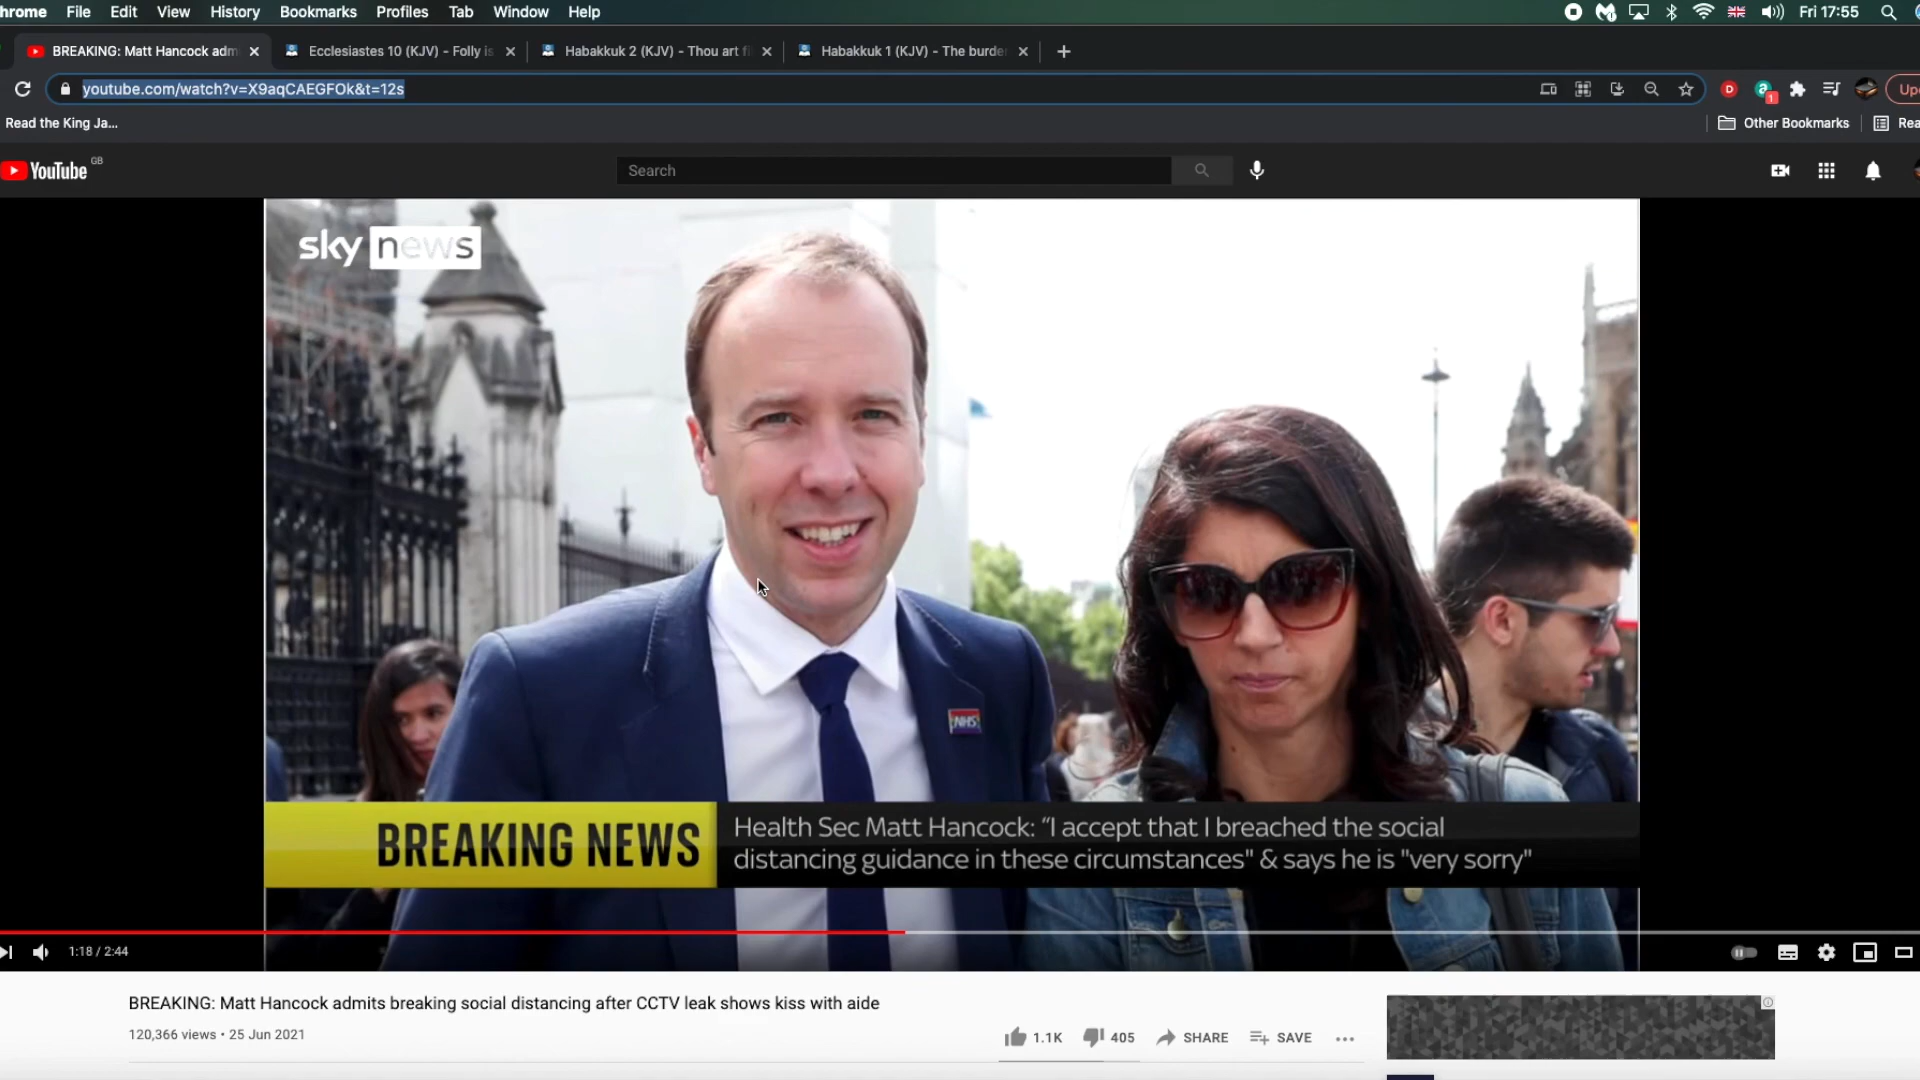 hrome File Edit View History Bookmarks Profiles Tab Window Help Fri 17:55
BREAKING: Matt Hancock adm Ecclesiastes 10 (KJV) - Folly is Habakkuk 2 (KJV) - Thou art fi Habakkuk 1 (KJV) - The burde
youtube.com/watch?v=X9aqCAEGFOk&t=12s D 1 Up
Read the King Ja... Other Bookmarks Rea
YouTube GB Search
sky news
NHS
BREAKING NEWS
Health Sec Matt Hancock: "I accept that I breached the social
distancing guidance in these circumstances" & says he is "very sorry"
1:18 / 2:44
BREAKING: Matt Hancock admits breaking social distancing after CCTV leak shows kiss with aide
120,366 views • 25 Jun 2021
1.1K 405 SHARE SAVE